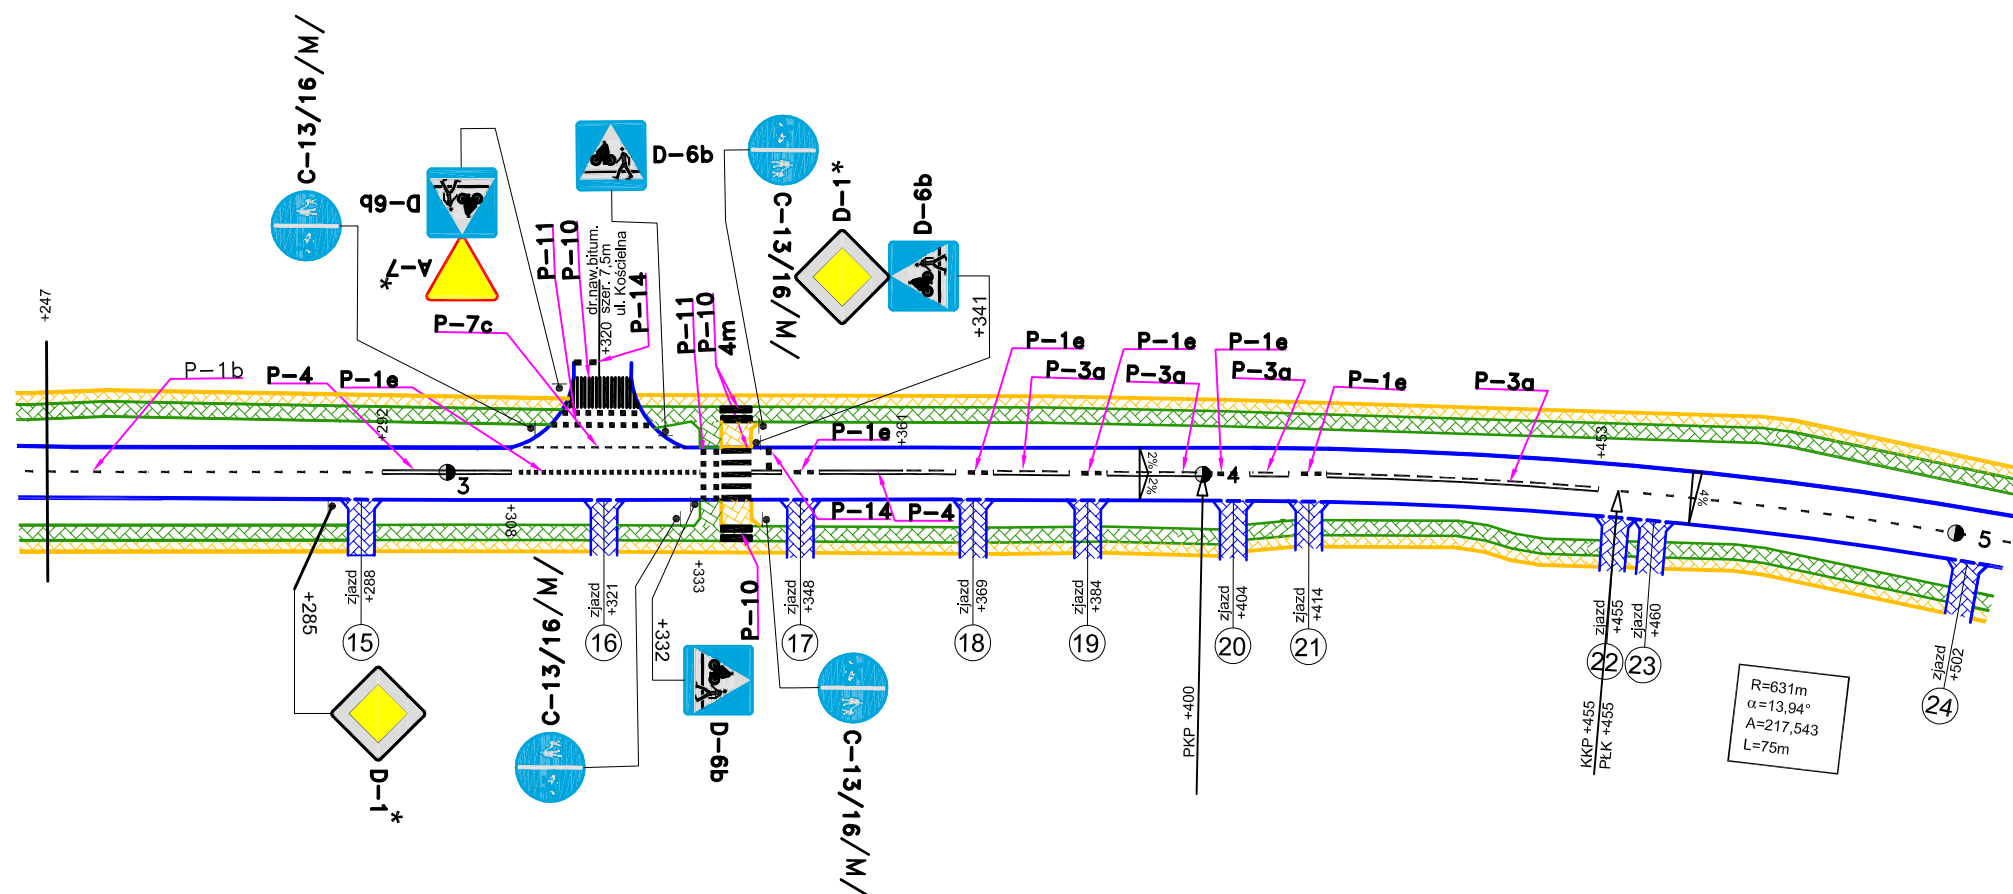 C-13/16/M/
D-6b
A-7*
D-6b
C-13/16/M/
D-1*
D-6b
+341
P-11
P-10
dr.naw.bitum.
szer. 7,5m
ul. Kościelna
+320
P-14
P-7c
P-11
P-10
4m
+247
P-1b
P-4
P-1e
+292
P-1e
+361
P-1e
P-3a
P-1e
P-3a
P-1e
P-3a
P-1e
P-3a
+453
3
2%
2%
4
4%
5
P-14
P-4
+308
+333
+285
zjazd
+288
15
zjazd
+321
16
+332
P-10
zjazd
+348
17
zjazd
+369
18
zjazd
+384
19
zjazd
+404
20
zjazd
+414
21
zjazd
+455
22
zjazd
+460
23
zjazd
+502
24
D-1*
C-13/16/M/
D-6b
C-13/16/M/
PKP +400
KKP +455
PŁK +455
R=631m
α=13,94°
A=217,543
L=75m